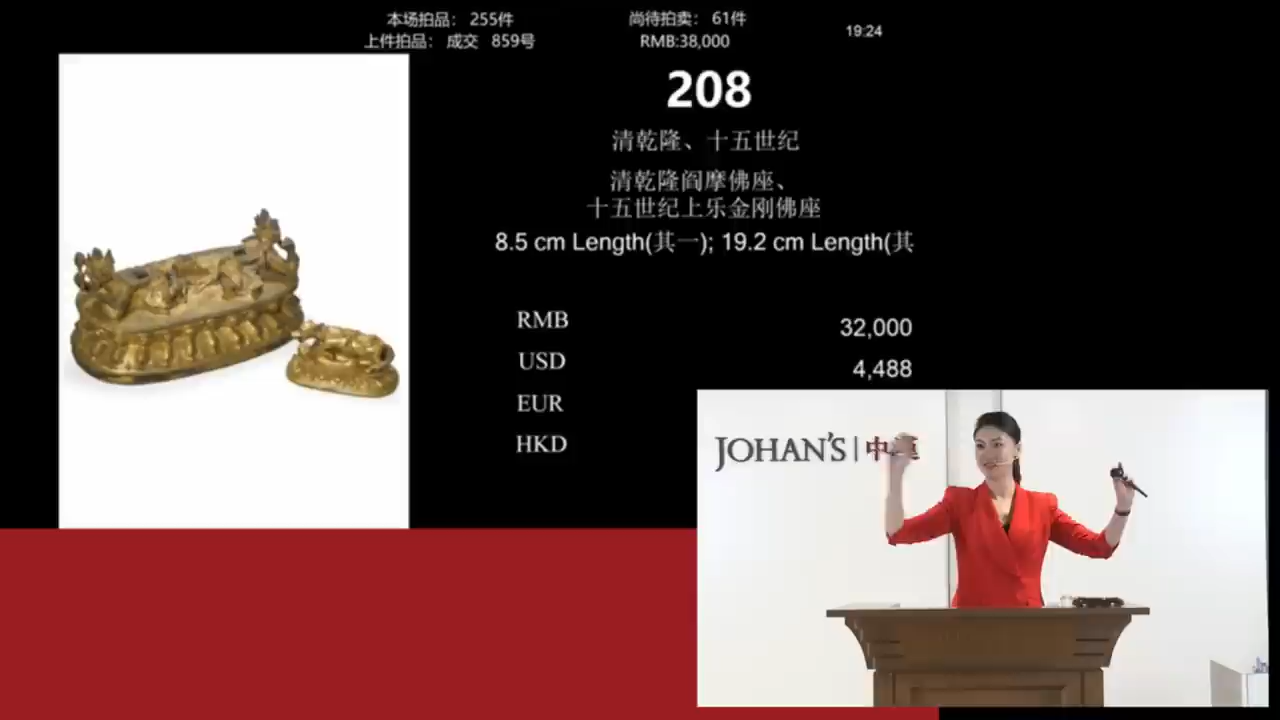 本场拍品： 255件
尚待拍卖： 61件
19:24
上件拍品： 成交 859号
RMB:38,000
208
清乾隆、十五世纪
清乾隆阎摩佛座、
十五世纪上乐金刚佛座
8.5 cm Length(其一); 19.2 cm Length(其
RMB 32,000
USD 4,488
EUR
HKD
JOHAN'S | 中